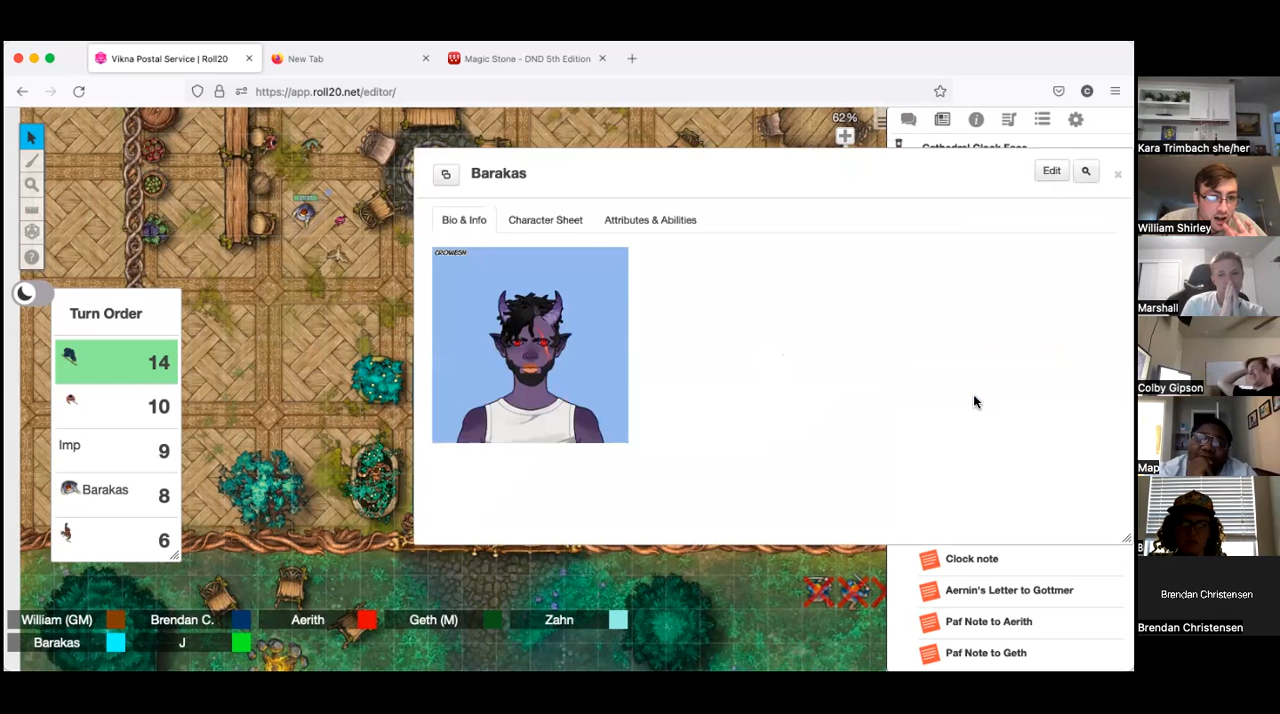 Vikna Postal Service | Roll20
New Tab
Magic Stone - DND 5th Edition
https://app.roll20.net/editor/
62%
Barakas
Edit
Bio & Info
Character Sheet
Attributes & Abilities
CROWESN
Turn Order
14
10
Imp
9
Barakas
8
6
Clock note
Aernin's Letter to Gottmer
Paf Note to Aerith
Paf Note to Geth
William (GM)
Brendan C.
Aerith
Geth (M)
Zahn
Barakas
J
Kara Trimbach she/her
William Shirley
Marshall
Colby Gipson
Map
B
Brendan Christensen
Brendan Christensen